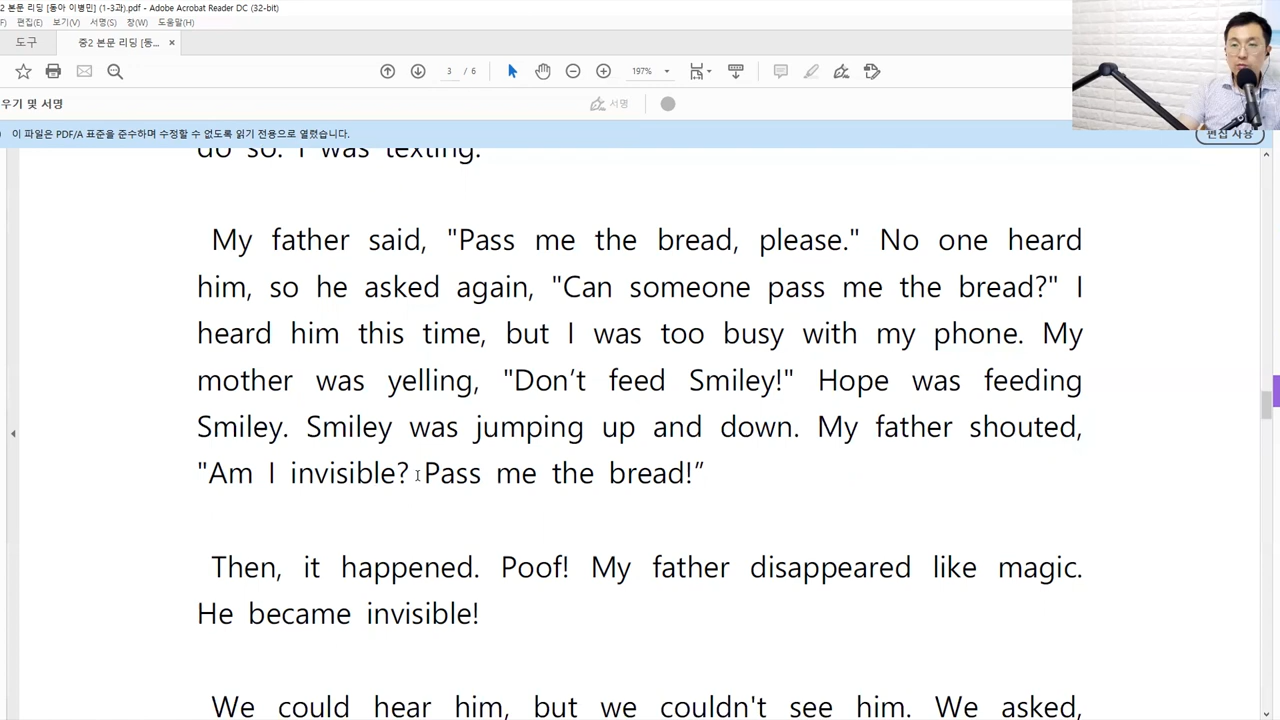 2 본문 리딩 [동아 이병민] (1-3과).pdf - Adobe Acrobat Reader DC (32-bit)
F) 편집(E) 보기(V) 서명(S) 창(W) 도움말(H)
도구 중2 본문 리딩 [동... ×
3 / 6 197%
우기 및 서명 서명
이 파일은 PDF/A 표준을 준수하며 수정할 수 없도록 읽기 전용으로 열렸습니다. 편집 사용
do so. I was texting.
My father said, "Pass me the bread, please." No one heard
him, so he asked again, "Can someone pass me the bread?" I
heard him this time, but I was too busy with my phone. My
mother was yelling, "Don’t feed Smiley!" Hope was feeding
Smiley. Smiley was jumping up and down. My father shouted,
"Am I invisible? Pass me the bread!”
Then, it happened. Poof! My father disappeared like magic.
He became invisible!
We could hear him, but we couldn't see him. We asked,